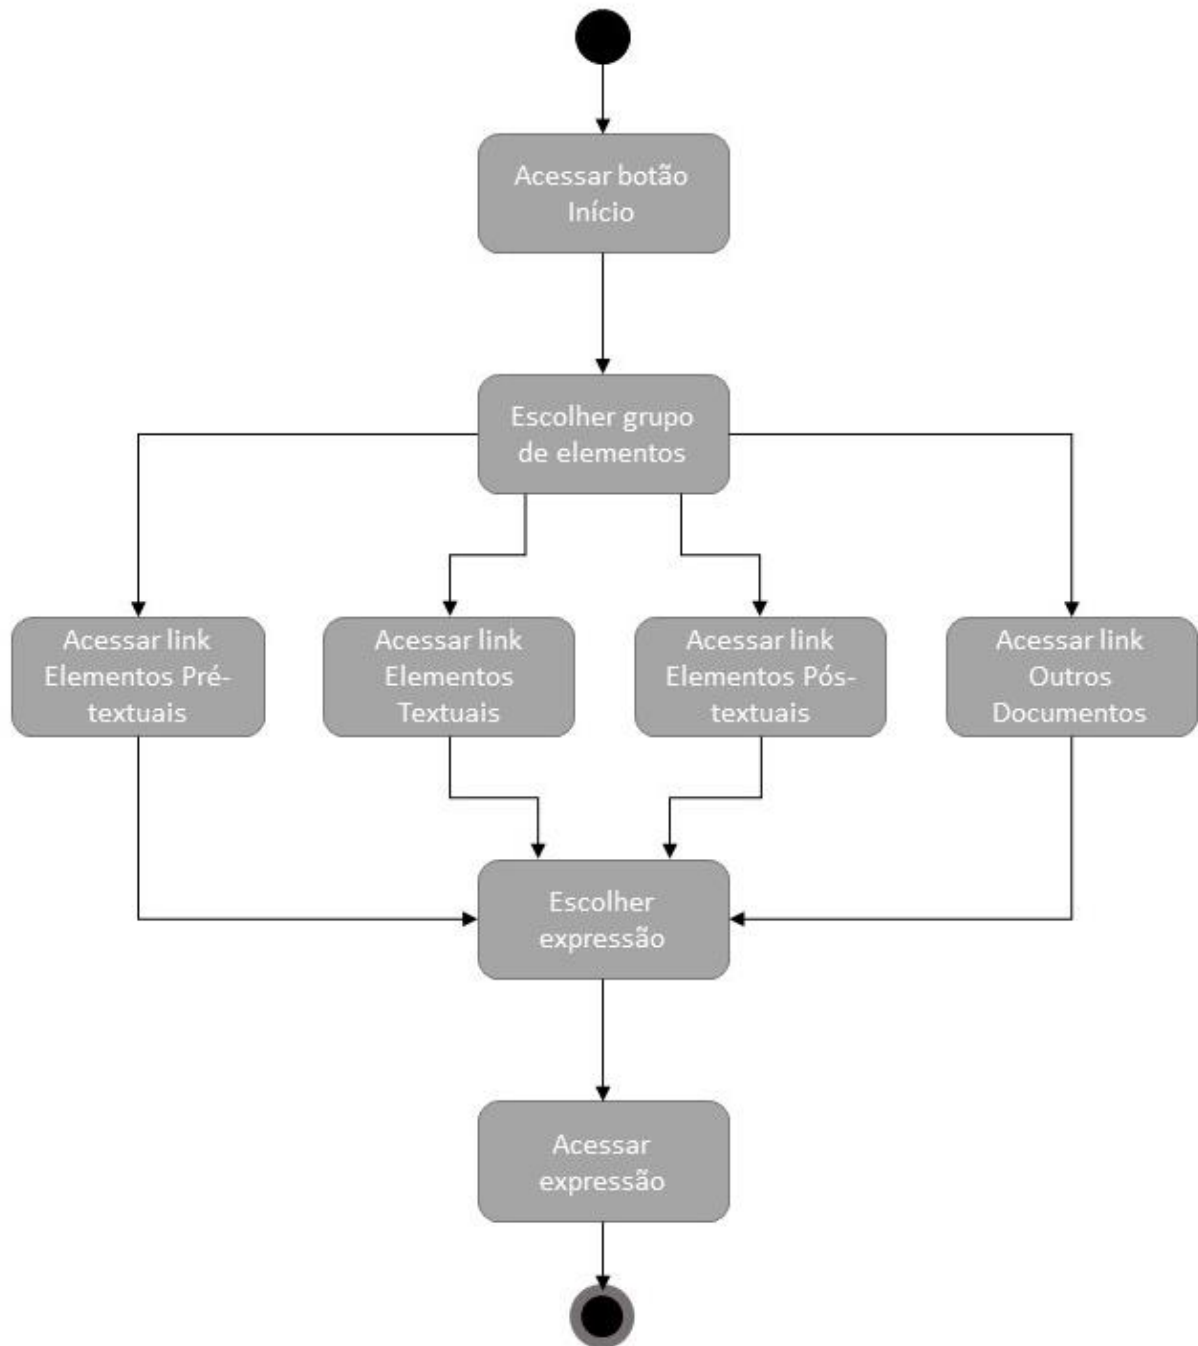 Acessar botão
Início
Escolher grupo
de elementos
Acessar link
Elementos Pré-
textuais
Acessar link
Elementos
Textuais
Acessar link
Elementos Pós-
textuais
Acessar link
Outros
Documentos
Escolher
expressão
Acessar
expressão